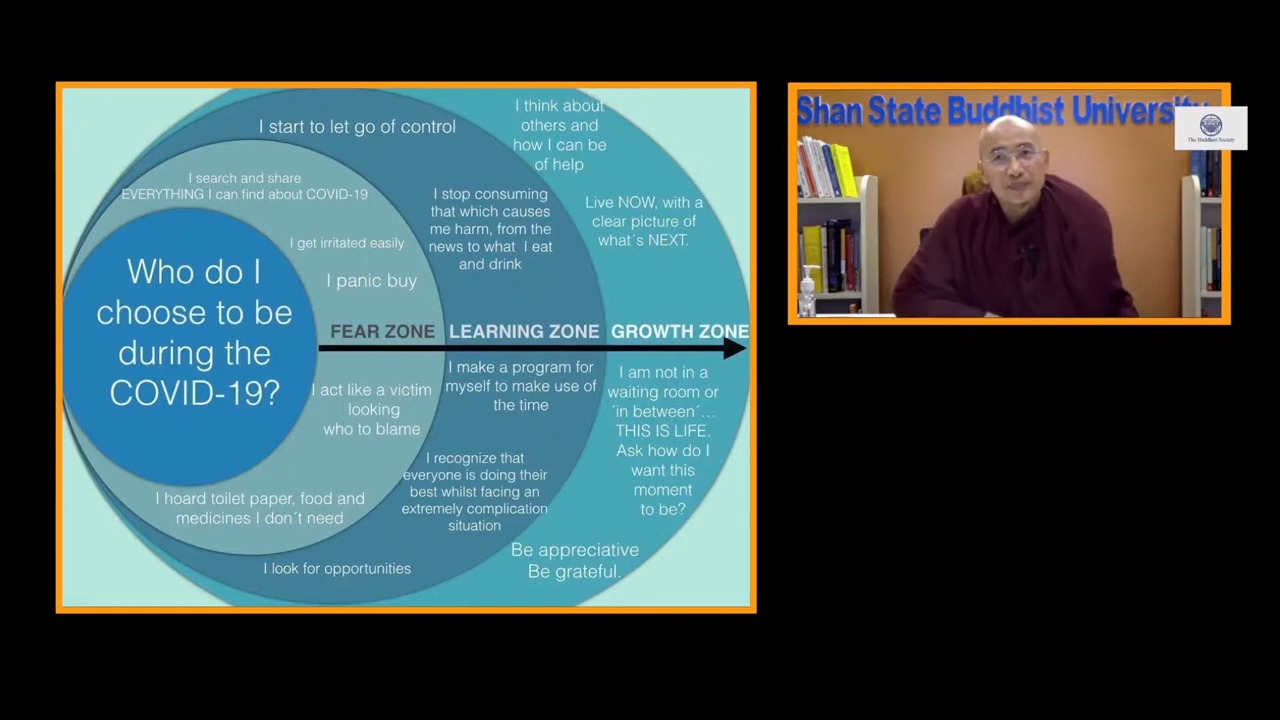 I think about
others and
how I can be
of help
I start to let go of control
I search and share
EVERYTHING I can find about COVID-19
I stop consuming
that which causes
me harm, from the
news to what I eat
and drink
Live NOW, with a
clear picture of
what´s NEXT.
I get irritated easily
I panic buy
Who do I
choose to be
during the
COVID-19?
FEAR ZONE
LEARNING ZONE
GROWTH ZONE
I act like a victim
looking
who to blame
I make a program for
myself to make use of
the time
I am not in a
waiting room or
´in between´...
THIS IS LIFE.
Ask how do I
want this
moment
to be?
I recognize that
everyone is doing their
best whilst facing an
extremely complication
situation
I hoard toilet paper, food and
medicines I don´t need
I look for opportunities
Be appreciative
Be grateful.
Shan State Buddhist University
The Buddhist Society